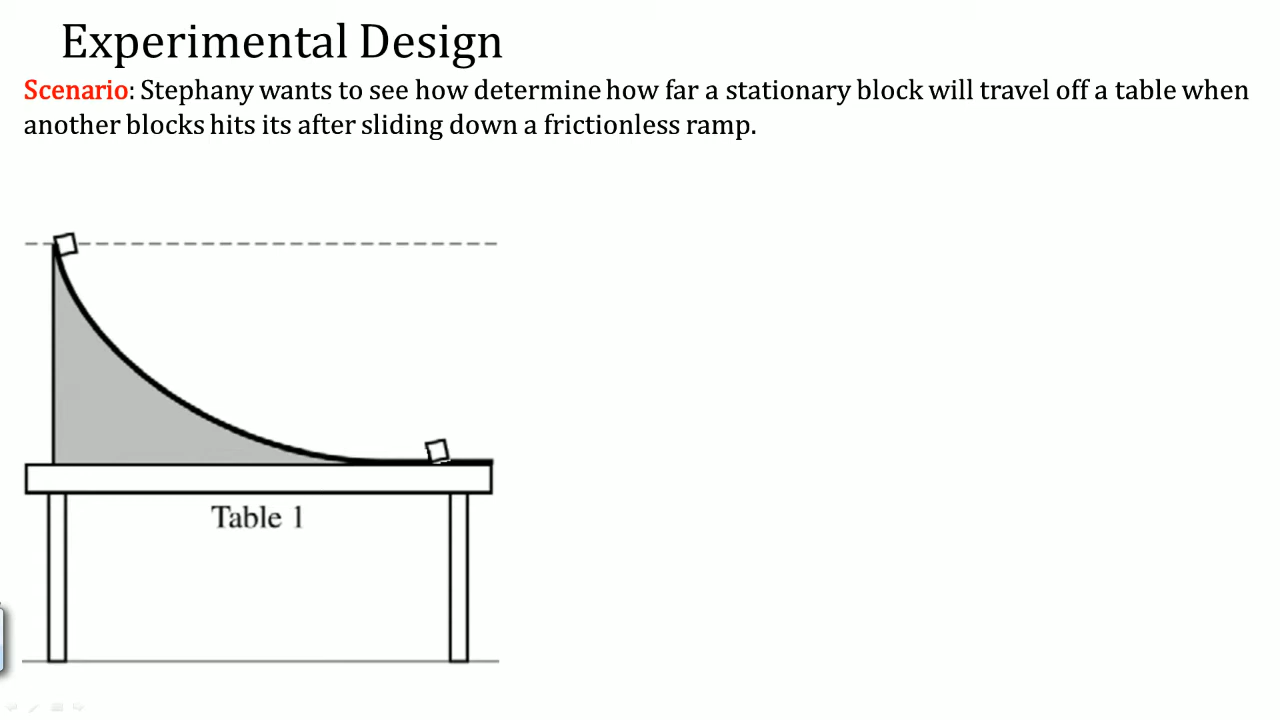 Experimental Design
Scenario: Stephany wants to see how determine how far a stationary block will travel off a table when
another blocks hits its after sliding down a frictionless ramp.
Table 1